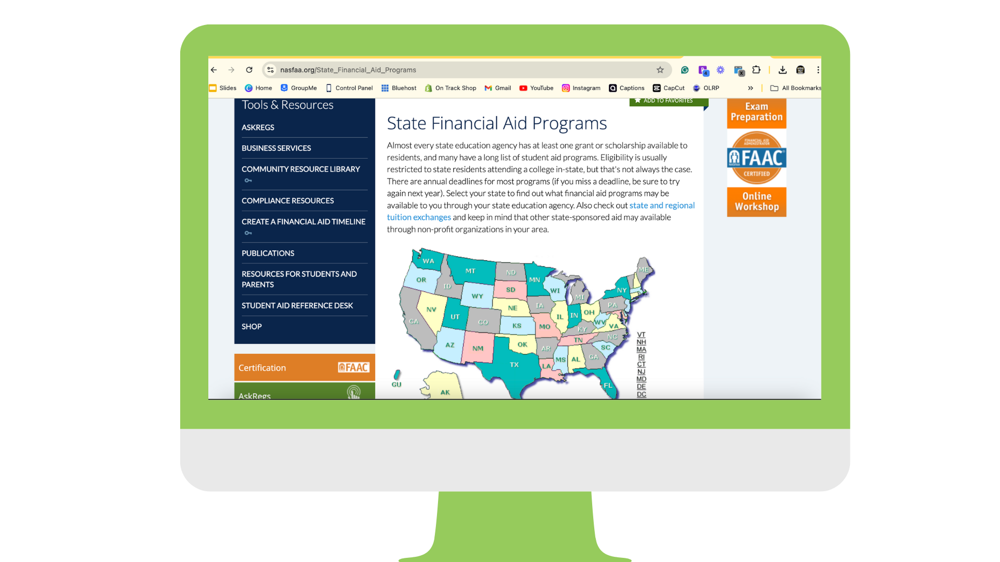 nasfaa.org/State_Financial_Aid_Programs
4
x
Slides Home GroupMe Control Panel Bluehost On Track Shop Gmail YouTube Instagram Captions CapCut OLRP » All Bookmarks
Tools & Resources
ASKREGS
BUSINESS SERVICES
COMMUNITY RESOURCE LIBRARY
COMPLIANCE RESOURCES
CREATE A FINANCIAL AID TIMELINE
PUBLICATIONS
RESOURCES FOR STUDENTS AND
PARENTS
STUDENT AID REFERENCE DESK
SHOP
Certification
FAAC
AskRegs
ADD TO FAVORITES
State Financial Aid Programs
Almost every state education agency has at least one grant or scholarship available to
residents, and many have a long list of student aid programs. Eligibility is usually
restricted to state residents attending a college in-state, but that's not always the case.
There are annual deadlines for most programs (if you miss a deadline, be sure to try
again next year). Select your state to find out what financial aid programs may be
available to you through your state education agency. Also check out state and regional
tuition exchanges and keep in mind that other state-sponsored aid may available
through non-profit organizations in your area.
WA
MT
ND
MN
ME
OR
ID
SD
WI
NY
WY
MI
IA
PA
NV
NE
IL
IN
OH
UT
CO
CA
KS
MO
WV
VA
KY
NC
TN
AZ
NM
OK
AR
SC
MS
AL
GA
TX
LA
GU
AK
FL
VT
NH
MA
RI
CT
NJ
MD
DE
DC
Exam
Preparation
FINANCIAL AID
ADMINISTRATOR
NASFAA
FAAC®
CERTIFIED
Online
Workshop